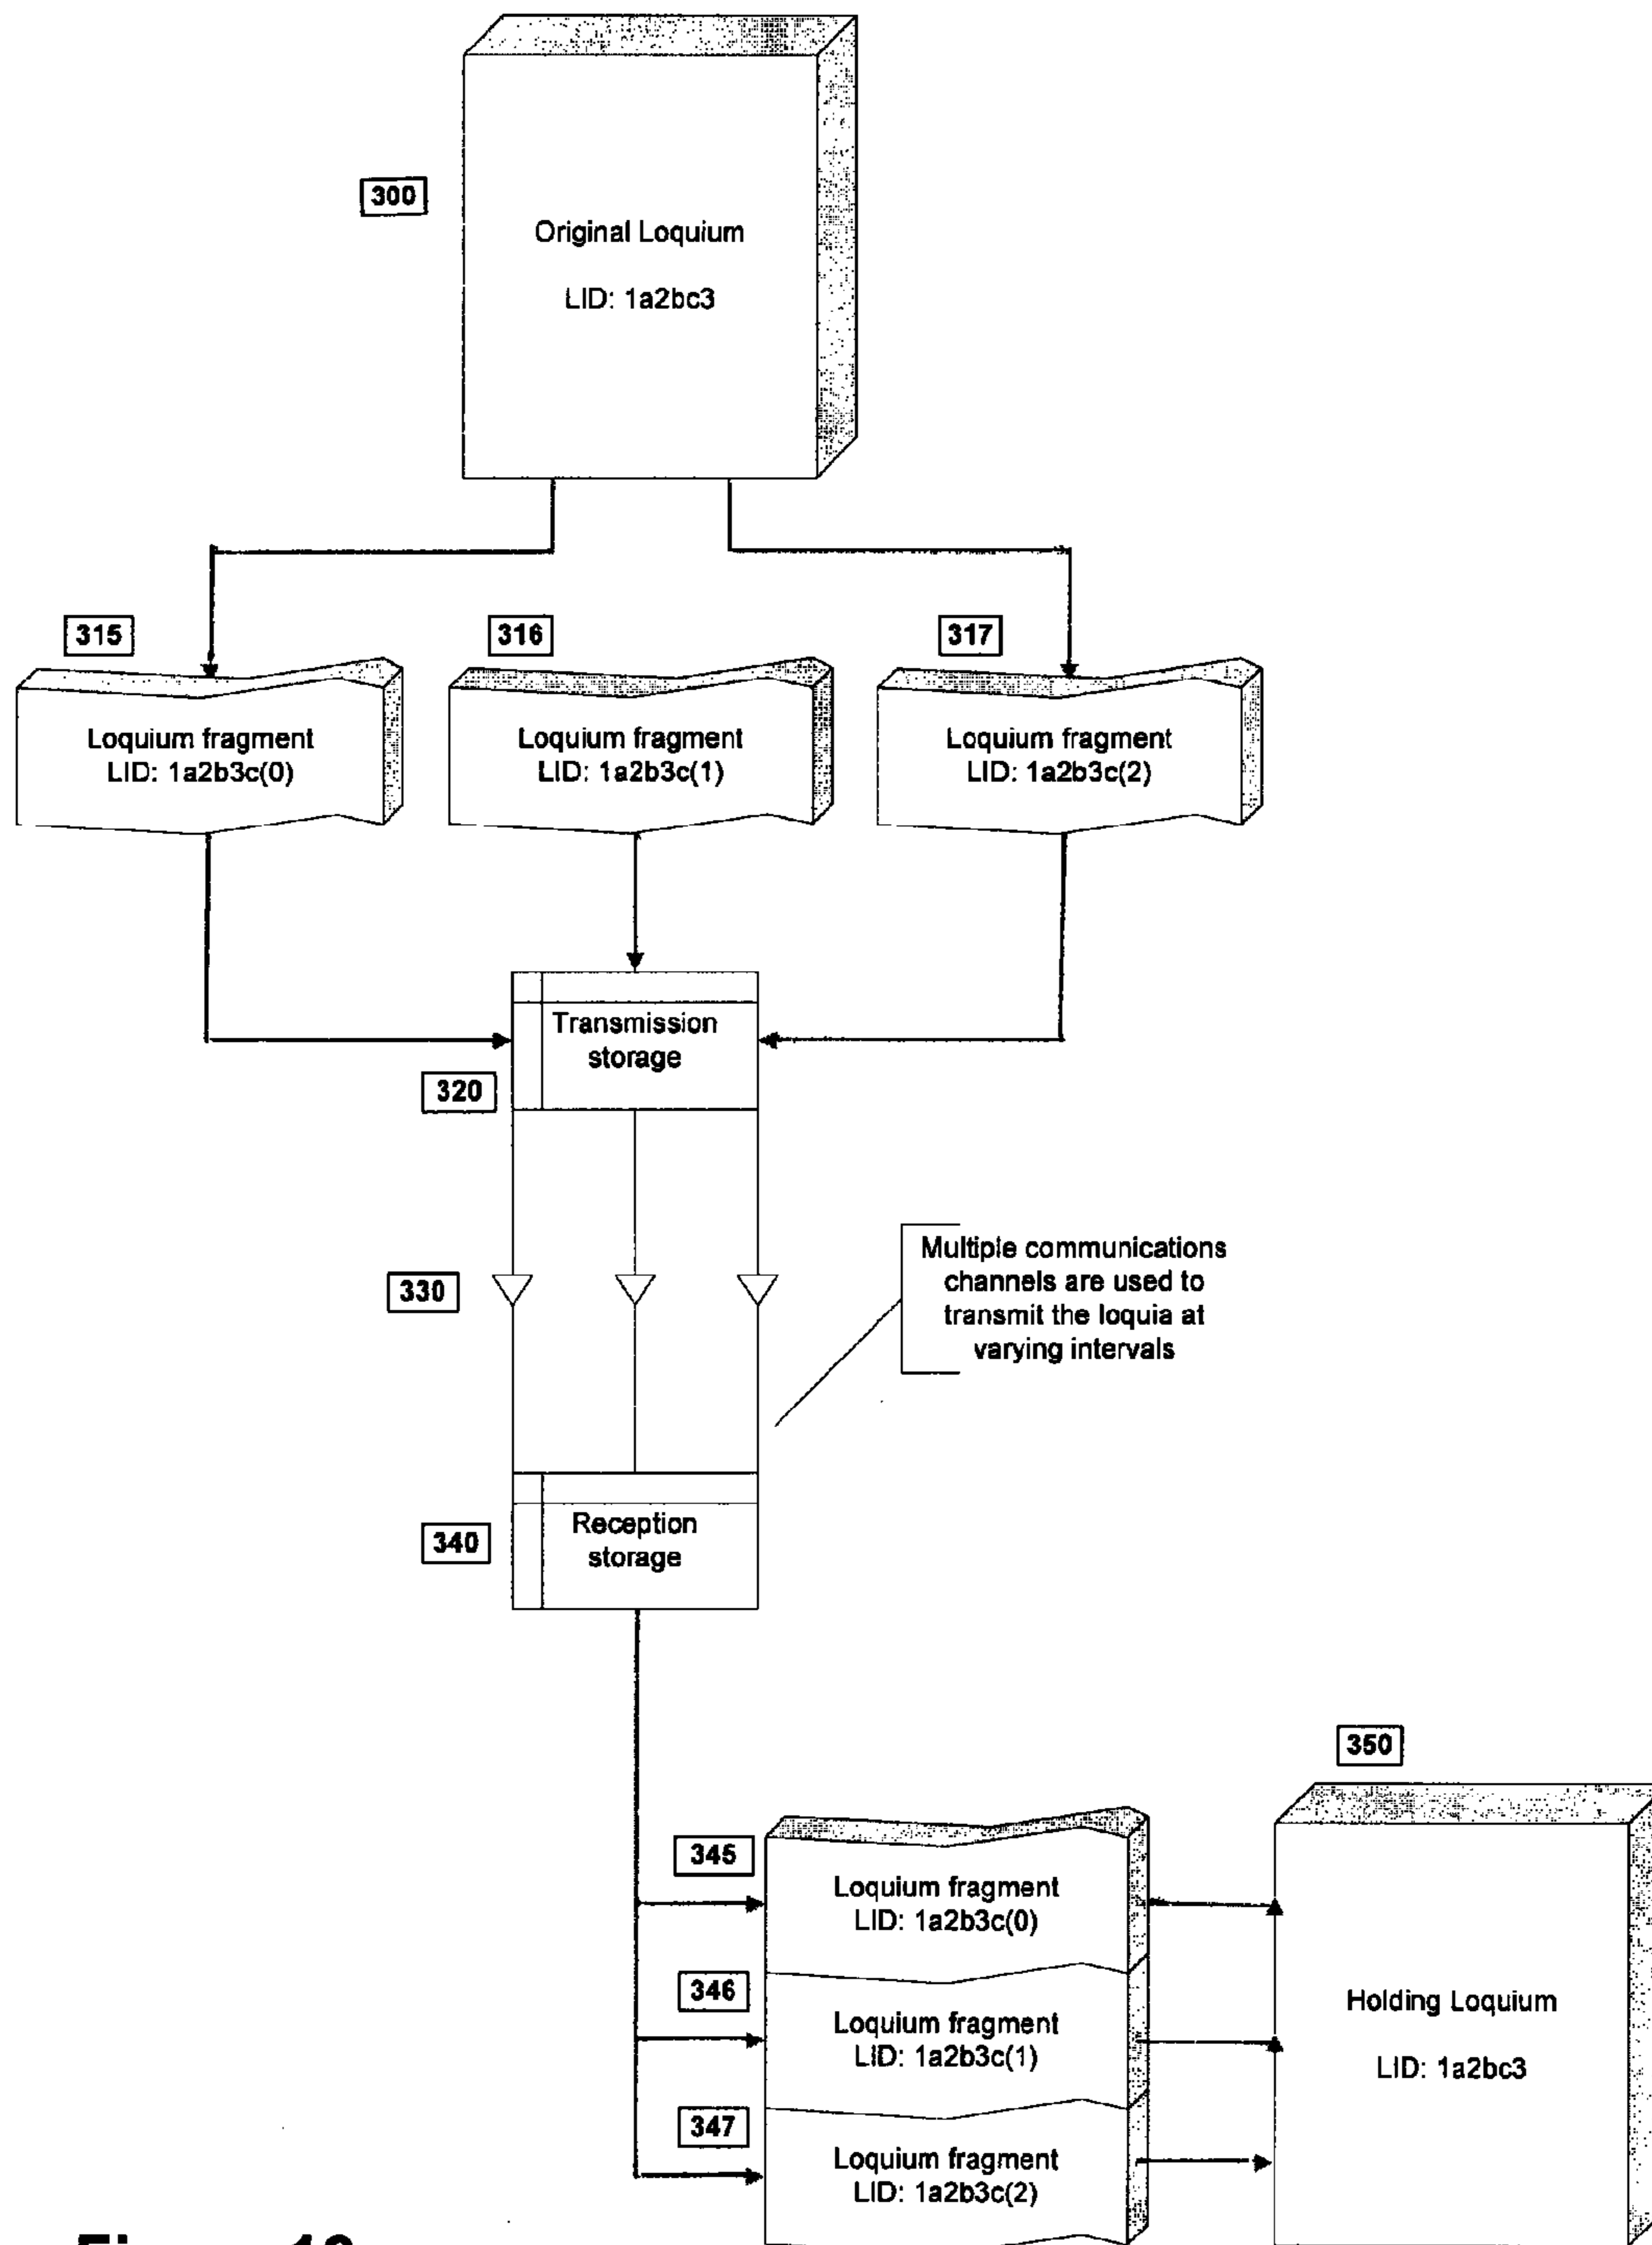 300
Original Loquium
LID: 1a2bc3
315
316
317
Loquium fragment
LID: 1a2b3c(0)
Loquium fragment
LID: 1a2b3c(1)
Loquium fragment
LID: 1a2b3c(2)
Transmission
storage
320
330
Multiple communications
channels are used to
transmit the loquia at
varying intervals
340
Reception
storage
350
345
Loquium fragment
LID: 1a2b3c(0)
346
Loquium fragment
LID: 1a2b3c(1)
347
Loquium fragment
LID: 1a2b3c(2)
Holding Loquium
LID: 1a2bc3